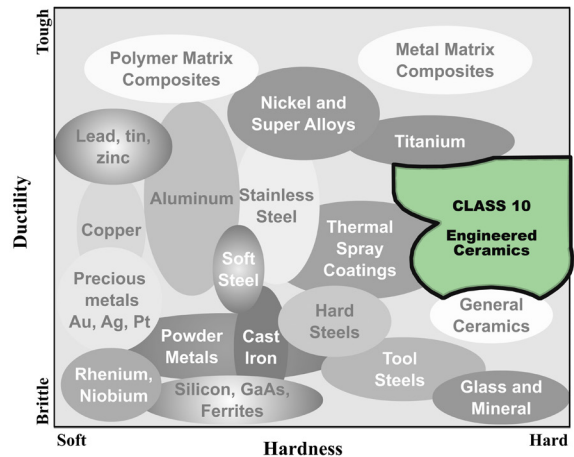 Tough
Ductility
Brittle
Polymer Matrix
Composites
Metal Matrix
Composites
Nickel and
Super Alloys
Lead, tin,
zinc
Titanium
Aluminum
Stainless
Steel
CLASS 10
Engineered
Ceramics
Copper
Thermal
Spray
Coatings
Soft
Steel
Precious
metals
Au, Ag, Pt
Hard
Steels
General
Ceramics
Powder
Metals
Cast
Iron
Tool
Steels
Rhenium,
Niobium
Silicon, GaAs,
Ferrites
Glass and
Mineral
Soft
Hardness
Hard